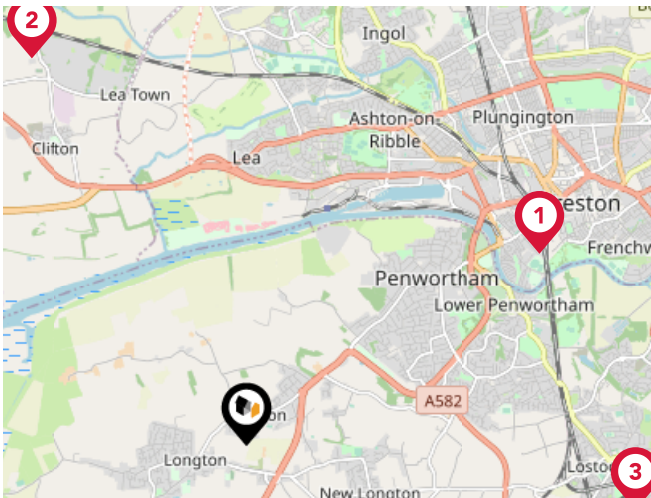 2
Ingol
Lea Town
Ashton-on-
Ribble
Plungington
Clifton
Lea
1
reston
Frenchw
Penwortham
Lower Penwortham
A582
on
Longton
Losto
3
New Longton